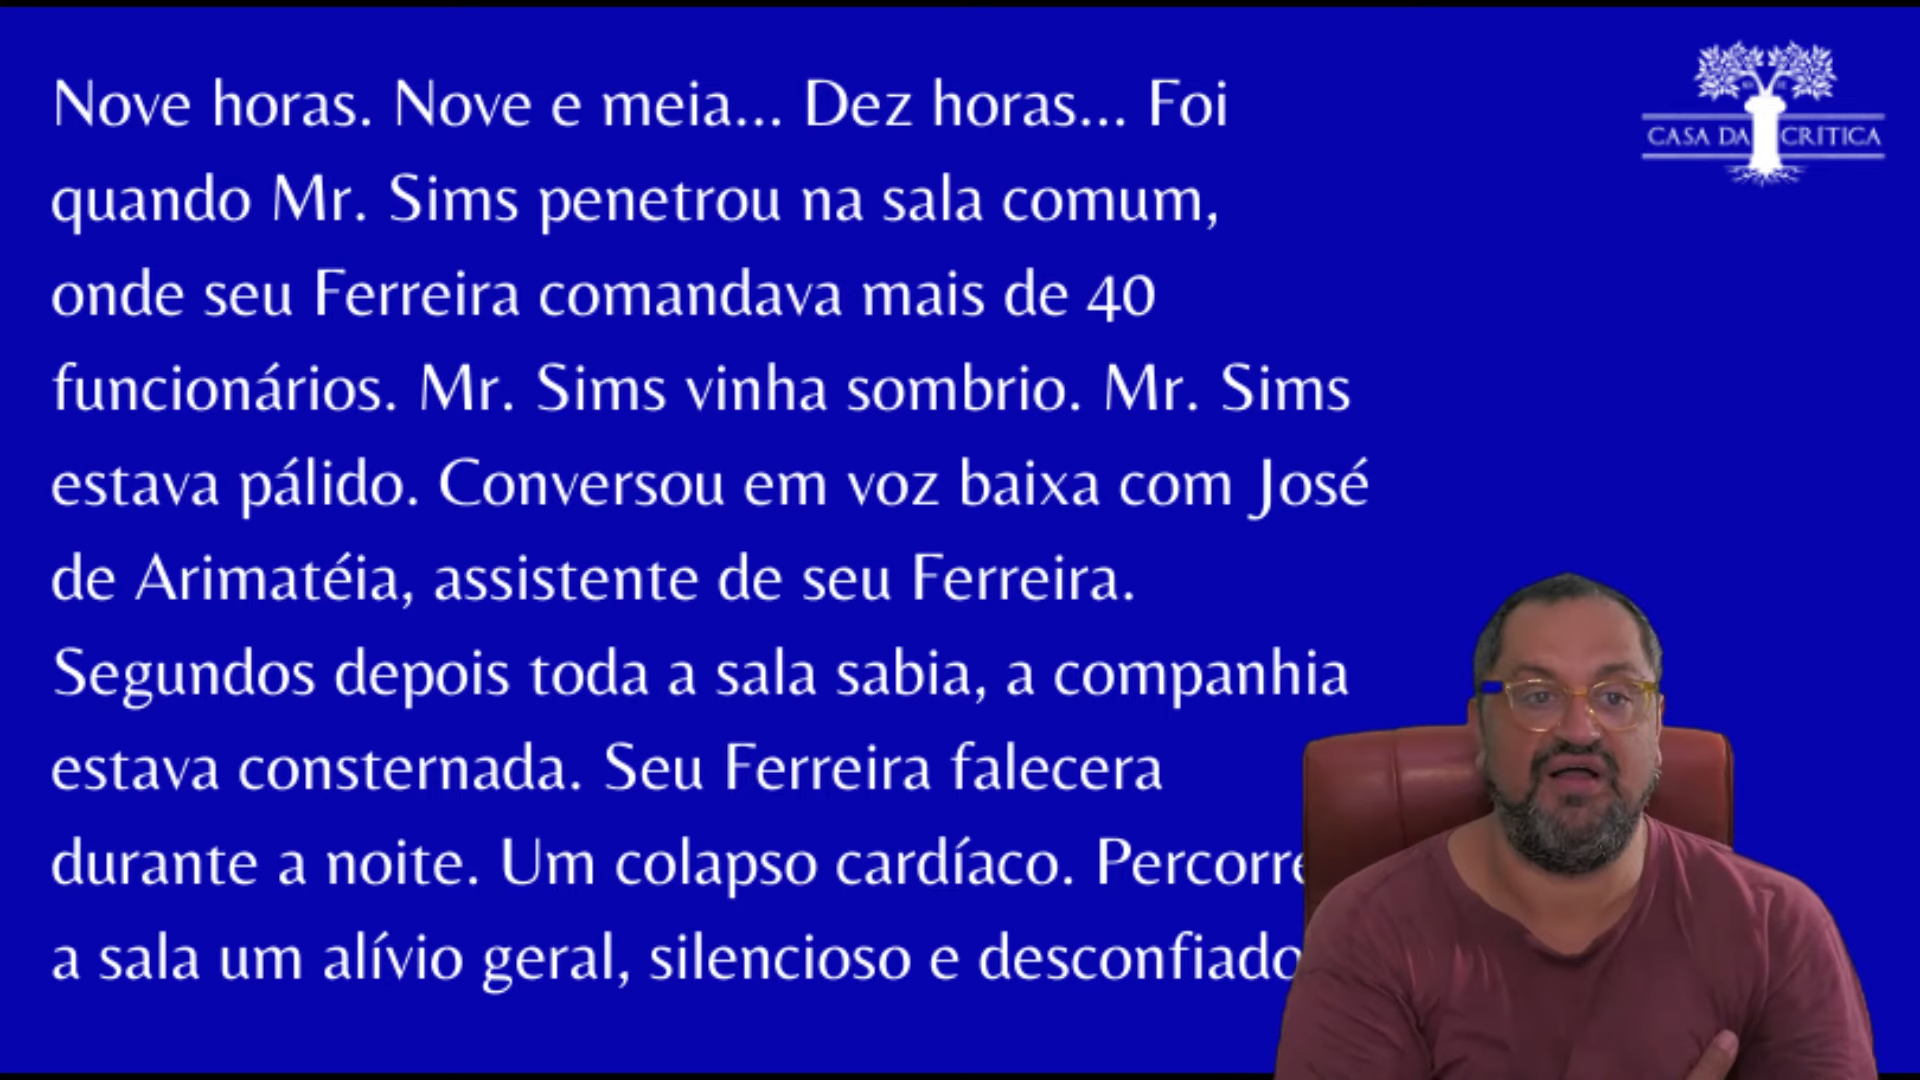 Nove horas. Nove e meia... Dez horas... Foi
quando Mr. Sims penetrou na sala comum,
onde seu Ferreira comandava mais de 40
funcionários. Mr. Sims vinha sombrio. Mr. Sims
estava pálido. Conversou em voz baixa com José
de Arimatéia, assistente de seu Ferreira.
Segundos depois toda a sala sabia, a companhia
estava consternada. Seu Ferreira falecera
durante a noite. Um colapso cardíaco.
a sala um alívio geral, silencioso e desconfiado
CASA DA CRÍTICA